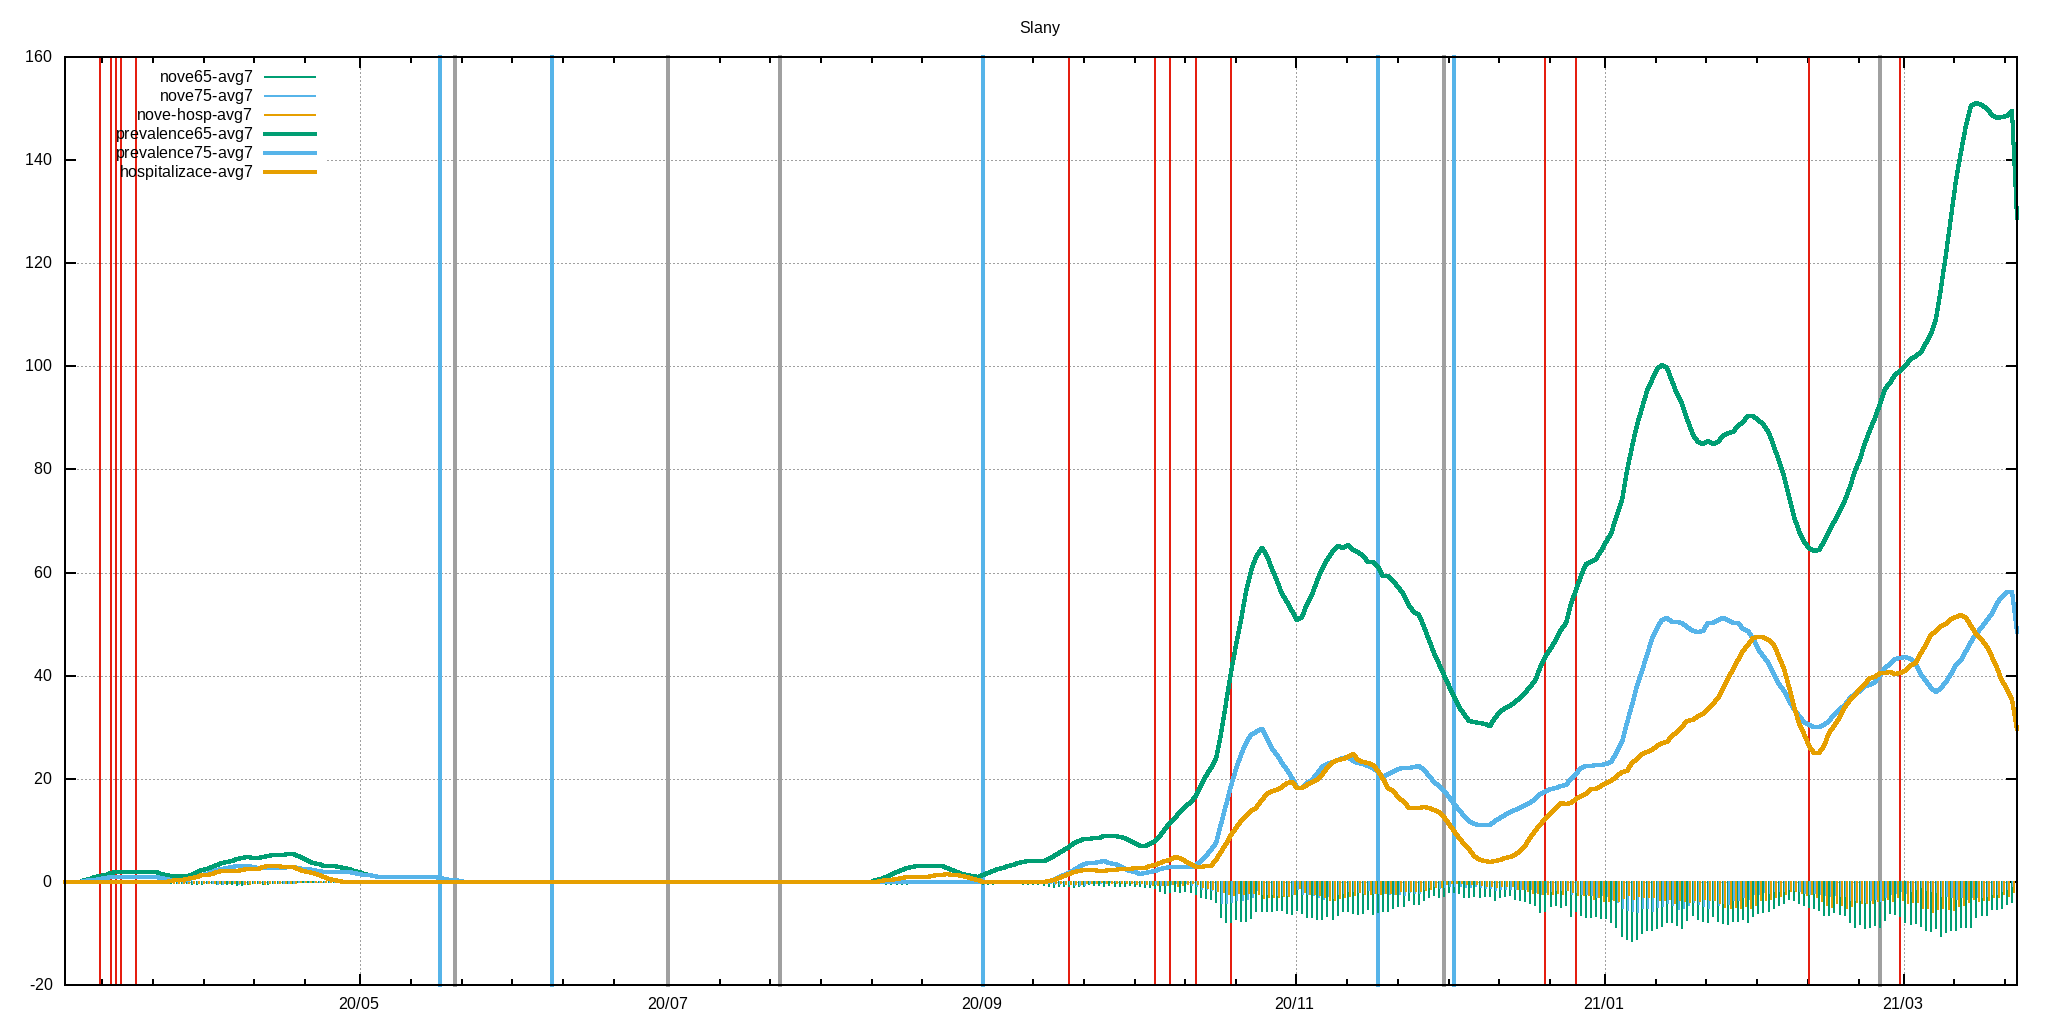 Slany
160
nove65-avg7
nove75-avg7
nove-hosp-avg7
prevalence65-avg7
prevalence75-avg7
hospitalizace-avg7
140
120
100
80
60
40
20
0
-20
20/05 20/07 20/09 20/11 21/01 21/03